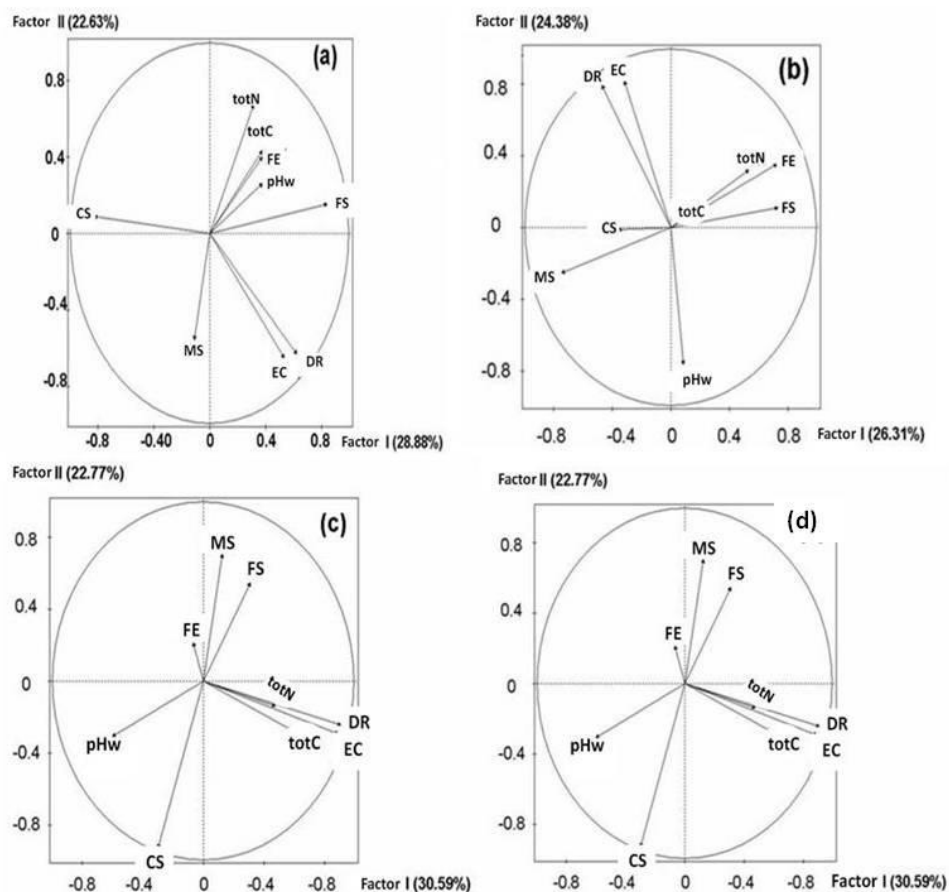 Factor II (22.63%)
(a)
0.8
totN
totC
0.4
FE
pHw
FS
CS
0
-0.4
MS
EC
DR
-0.8
-0.8 -0.40 0 0.4 0.8
Factor I (28.88%)
Factor II (24.38%)
(b)
0.8
DR
EC
0.4
totN
FE
totC
FS
CS
0
MS
-0.4
pHw
-0.8
-0.8 -0.4 0 0.4 0.8
Factor I (26.31%)
Factor II (22.77%)
(c)
0.8
MS
FS
0.4
FE
0
totN
DR
pHw
totC
EC
-0.4
-0.8
CS
-0.8 -0.4 0 0.4 0.8
Factor I (30.59%)
Factor II (22.77%)
(d)
0.8
MS
FS
0.4
FE
0
totN
DR
pHw
totC
EC
-0.4
-0.8
CS
-0.8 -0.4 0 0.4 0.8
Factor I (30.59%)